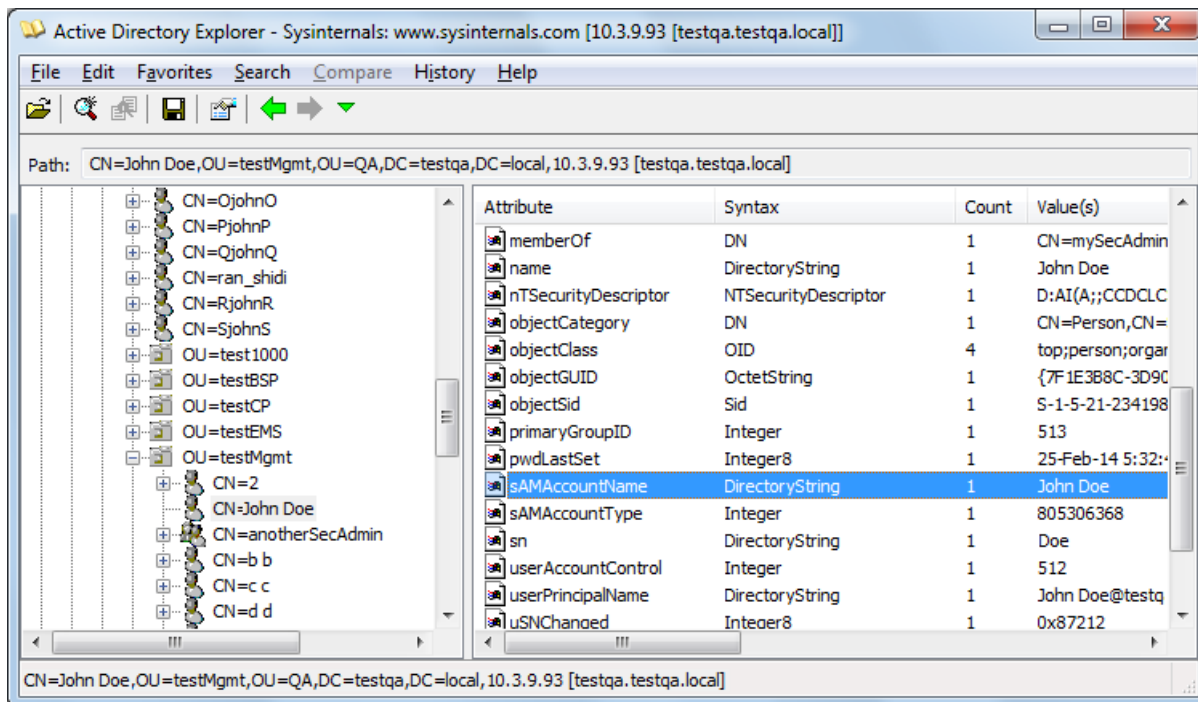 Active Directory Explorer - Sysinternals: www.sysinternals.com [10.3.9.93 [testqa.testqa.local]]
File Edit Favorites Search Compare History Help
Path: CN=John Doe,OU=testMgmt,OU=QA,DC=testqa,DC=local,10.3.9.93 [testqa.testqa.local]
CN=OjohnO
CN=PjohnP
CN=QjohnQ
CN=ran_shidi
CN=RjohnR
CN=SjohnS
OU=test1000
OU=testBSP
OU=testCP
OU=testEMS
OU=testMgmt
CN=2
CN=John Doe
CN=anotherSecAdmin
CN=b b
CN=c c
CN=d d
Attribute Syntax Count Value(s)
memberOf DN 1 CN=mySecAdmin
name DirectoryString 1 John Doe
nTSecurityDescriptor NTSecurityDescriptor 1 D:AI(A;;CCDCLC
objectCategory DN 1 CN=Person,CN=
objectClass OID 4 top;person;organ
objectGUID OctetString 1 {7F1E3B8C-3D90
objectSid Sid 1 S-1-5-21-234198
primaryGroupID Integer 1 513
pwdLastSet Integer8 1 25-Feb-14 5:32:4
sAMAccountName DirectoryString 1 John Doe
sAMAccountType Integer 1 805306368
sn DirectoryString 1 Doe
userAccountControl Integer 1 512
userPrincipalName DirectoryString 1 John Doe@testq
uSNChanged Integer8 1 0x87212
CN=John Doe,OU=testMgmt,OU=QA,DC=testqa,DC=local,10.3.9.93 [testqa.testqa.local]